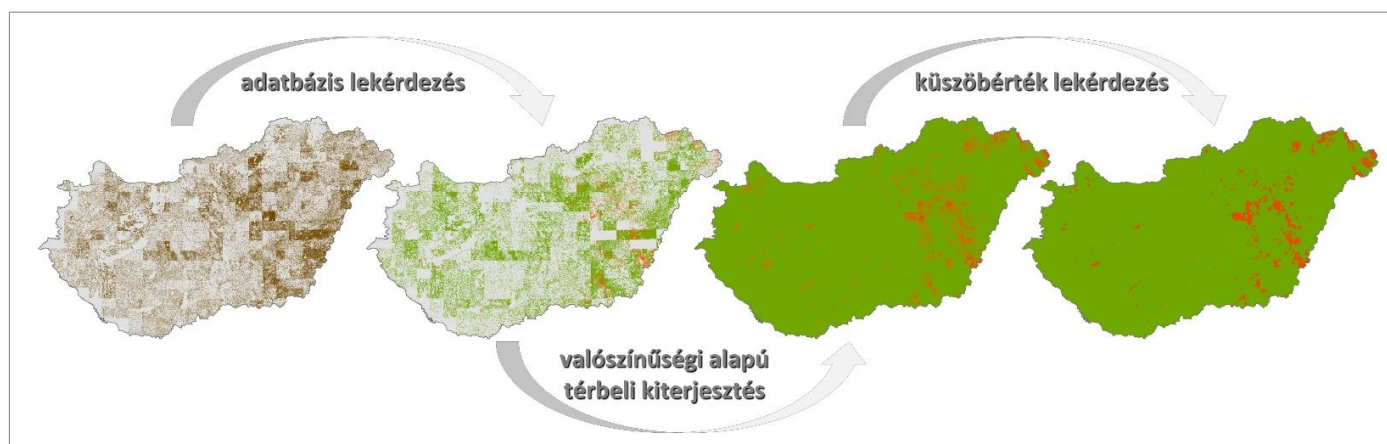 adatbázis lekérdezés
küszöbérték lekérdezés
valószínűségi alapú
térbeli kiterjesztés